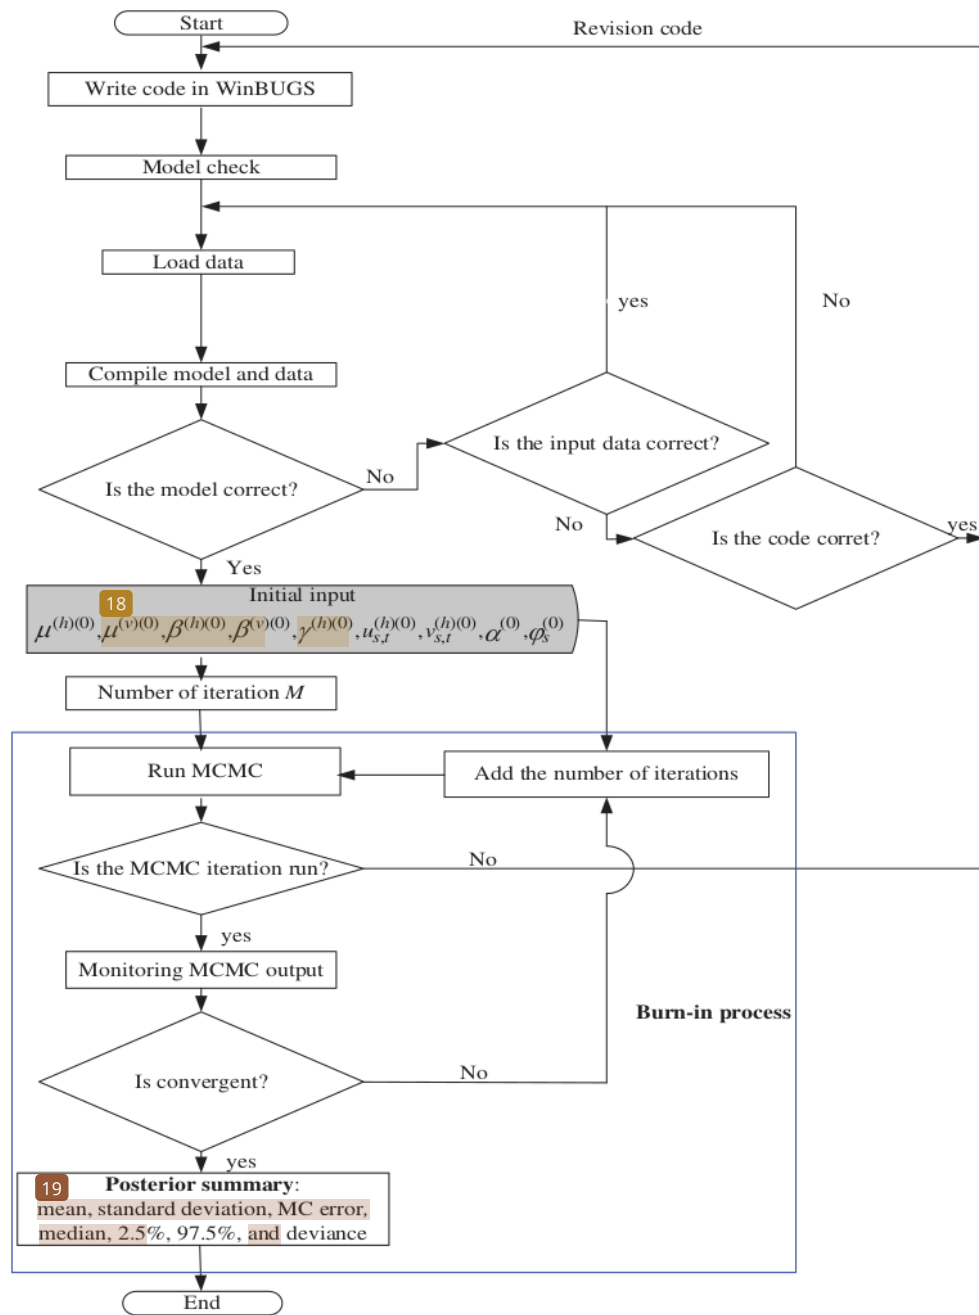 Start
Revision code
Write code in WinBUGS
Model check
Load data
yes
No
Compile model and data
Is the input data correct?
No
Is the model correct?
No
Is the code corret?
yes
Yes
Initial input
18
μ^{(h)(0)}, μ^{(v)(0)}, β^{(h)(0)}, β^{(v)(0)}, γ^{(h)(0)}, u_{s,t}^{(h)(0)}, v_{s,t}^{(h)(0)}, α^{(0)}, φ_s^{(0)}
Number of iteration M
Run MCMC
Add the number of iterations
Is the MCMC iteration run?
No
yes
Monitoring MCMC output
Burn-in process
Is convergent?
No
yes
19
Posterior summary:
mean, standard deviation, MC error,
median, 2.5%, 97.5%, and deviance
End